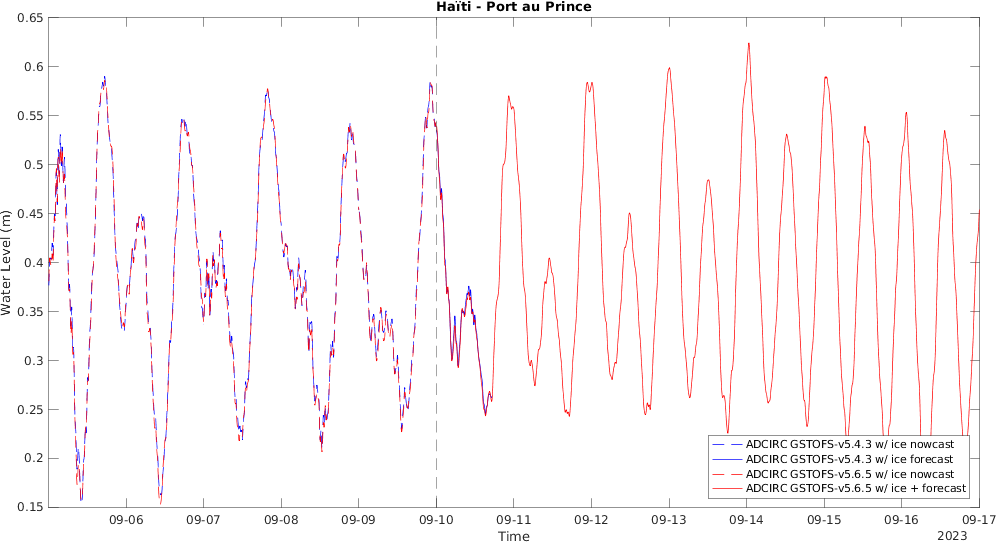 Haïti - Port au Prince
Water Level (m)
0.65
0.6
0.55
0.5
0.45
0.4
0.35
0.3
0.25
0.2
0.15
ADCIRC GSTOFS-v5.4.3 w/ ice nowcast
ADCIRC GSTOFS-v5.4.3 w/ ice forecast
ADCIRC GSTOFS-v5.6.5 w/ ice nowcast
ADCIRC GSTOFS-v5.6.5 w/ ice + forecast
09-06 09-07 09-08 09-09 09-10 09-11 09-12 09-13 09-14 09-15 09-16 09-17
Time
2023